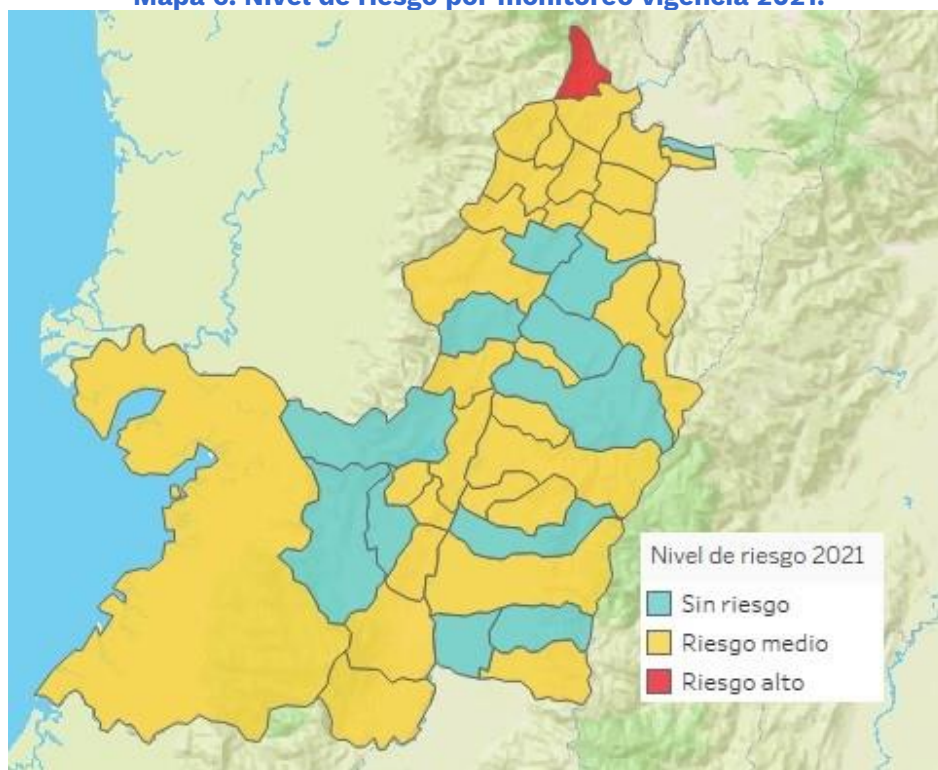 Mapa 6. Nivel de riesgo por monitoreo vigencia 2021.
Nivel de riesgo 2021
Sin riesgo
Riesgo medio
Riesgo alto